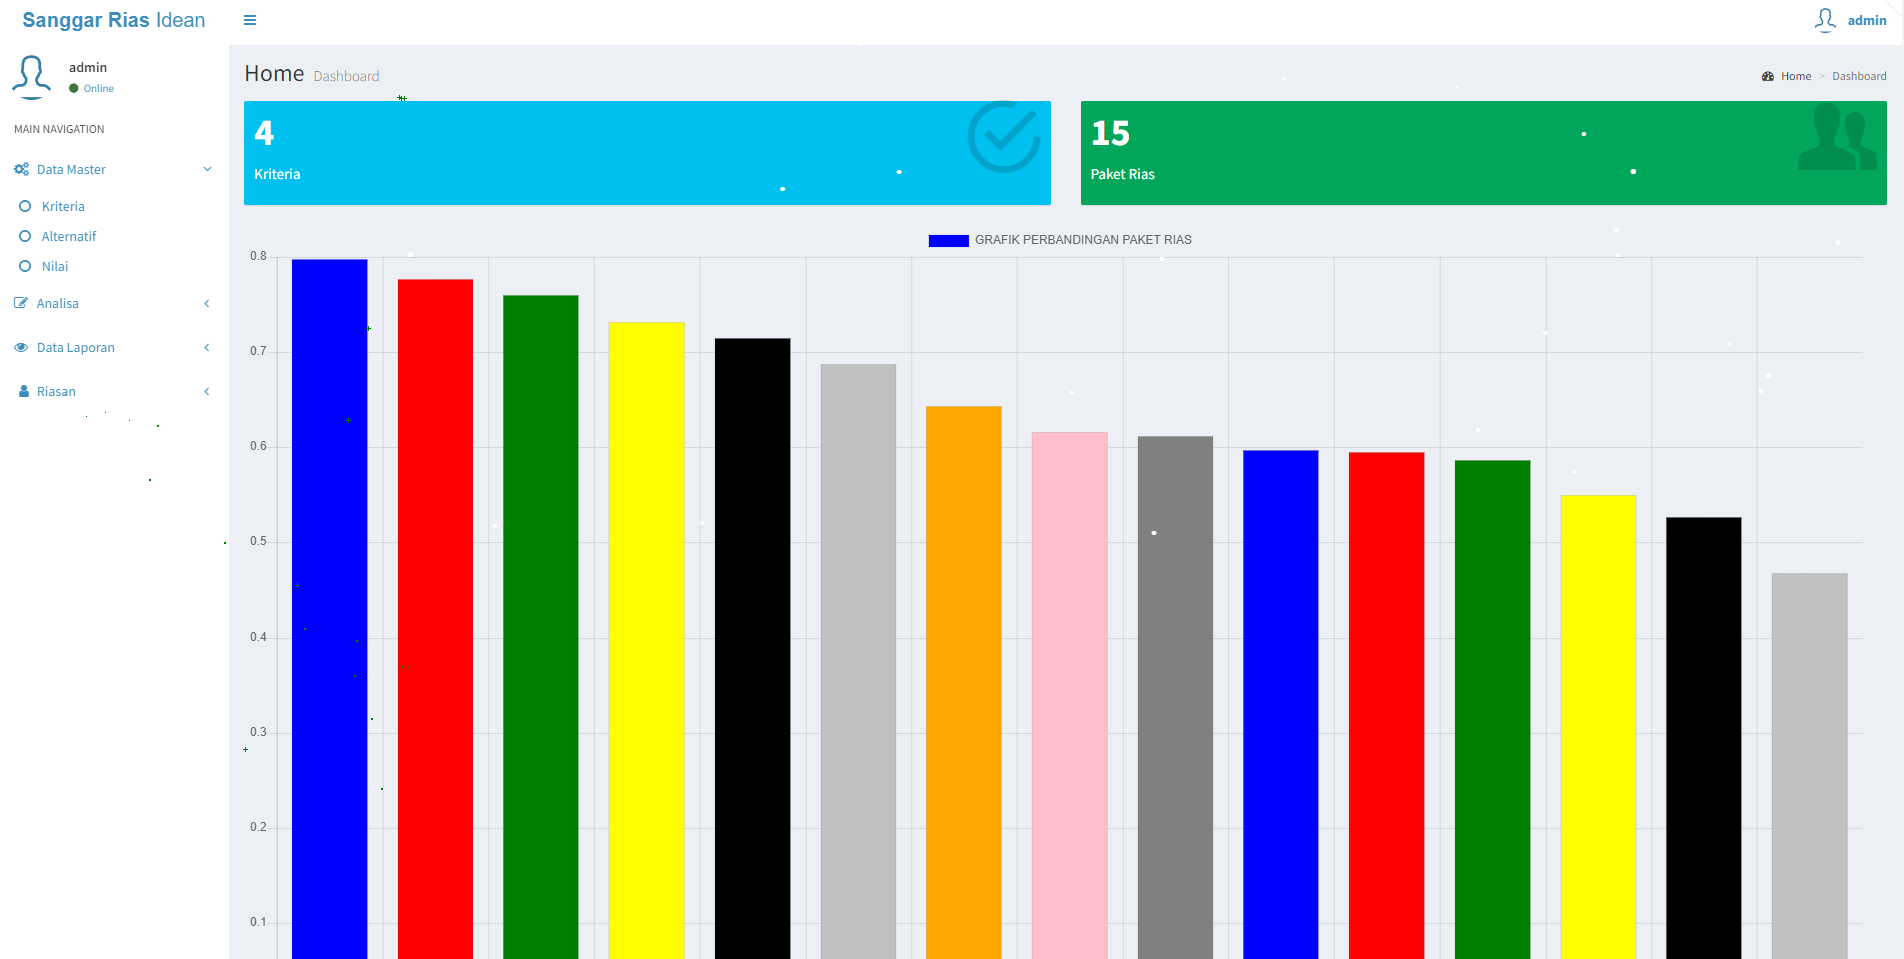 Sanggar Rias Idean
admin
admin
Online
MAIN NAVIGATION
Data Master
Kriteria
Alternatif
Nilai
Analisa
Data Laporan
Riasan
Home Dashboard
Home > Dashboard
4
Kriteria
15
Paket Rias
GRAFIK PERBANDINGAN PAKET RIAS
0.8
0.7
0.6
0.5
0.4
0.3
0.2
0.1